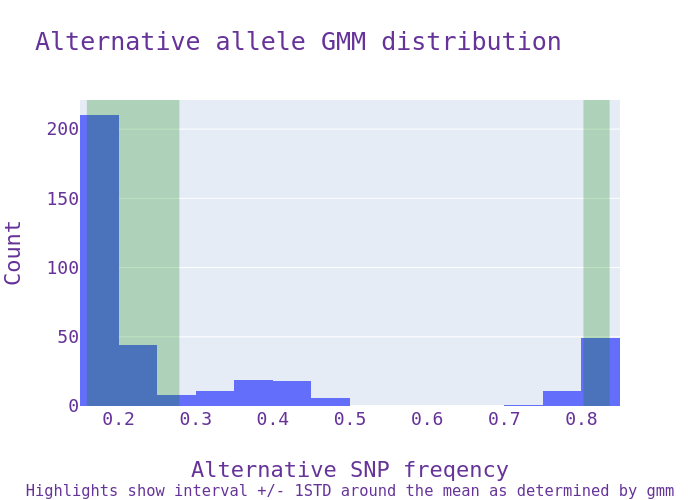 Alternative allele GMM distribution
200
150
100
50
0
Count
0.2 0.3 0.4 0.5 0.6 0.7 0.8
Alternative SNP freqency
Highlights show interval +/- 1STD around the mean as determined by gmm